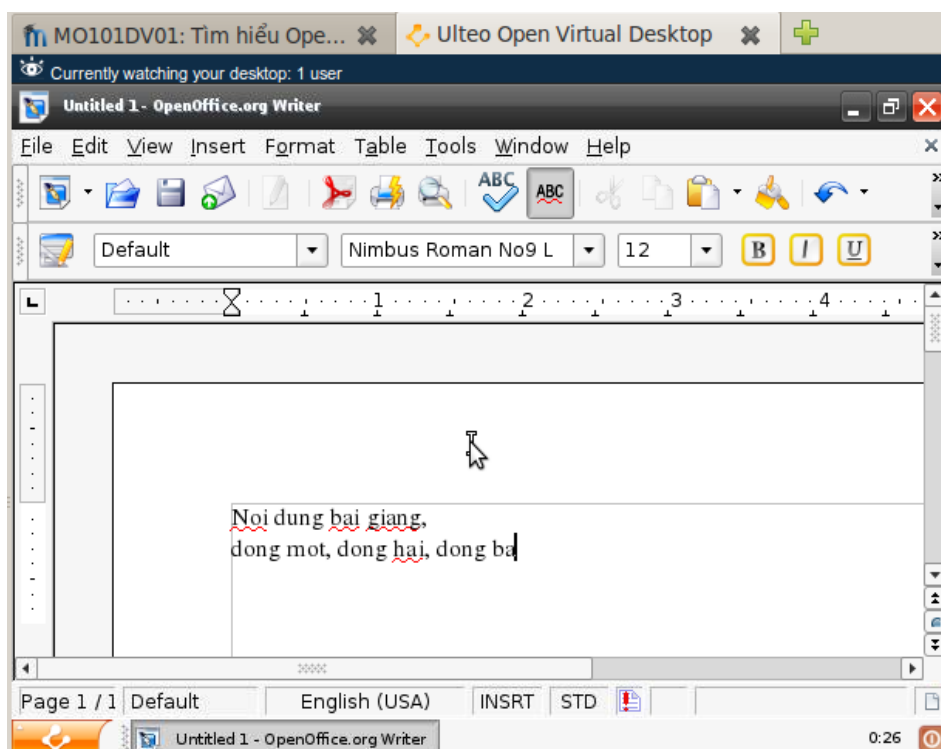 MO101DV01: Tìm hiểu Ope... Ulteo Open Virtual Desktop
Currently watching your desktop: 1 user
Untitled 1 - OpenOffice.org Writer
File Edit View Insert Format Table Tools Window Help
ABC ABC
Default Nimbus Roman No9 L 12 B I U
1 2 3 4
Noi dung bai giang,
dong mot, dong hai, dong ba
Page 1 / 1 Default English (USA) INSRT STD
Untitled 1 - OpenOffice.org Writer 0:26